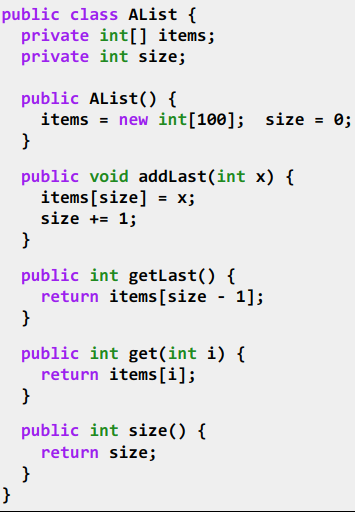 public class AList {
  private int[] items;
  private int size;

  public AList() {
    items = new int[100];  size = 0;
  }

  public void addLast(int x) {
    items[size] = x;
    size += 1;
  }

  public int getLast() {
    return items[size - 1];
  }

  public int get(int i) {
    return items[i];
  }

  public int size() {
    return size;
  }
}